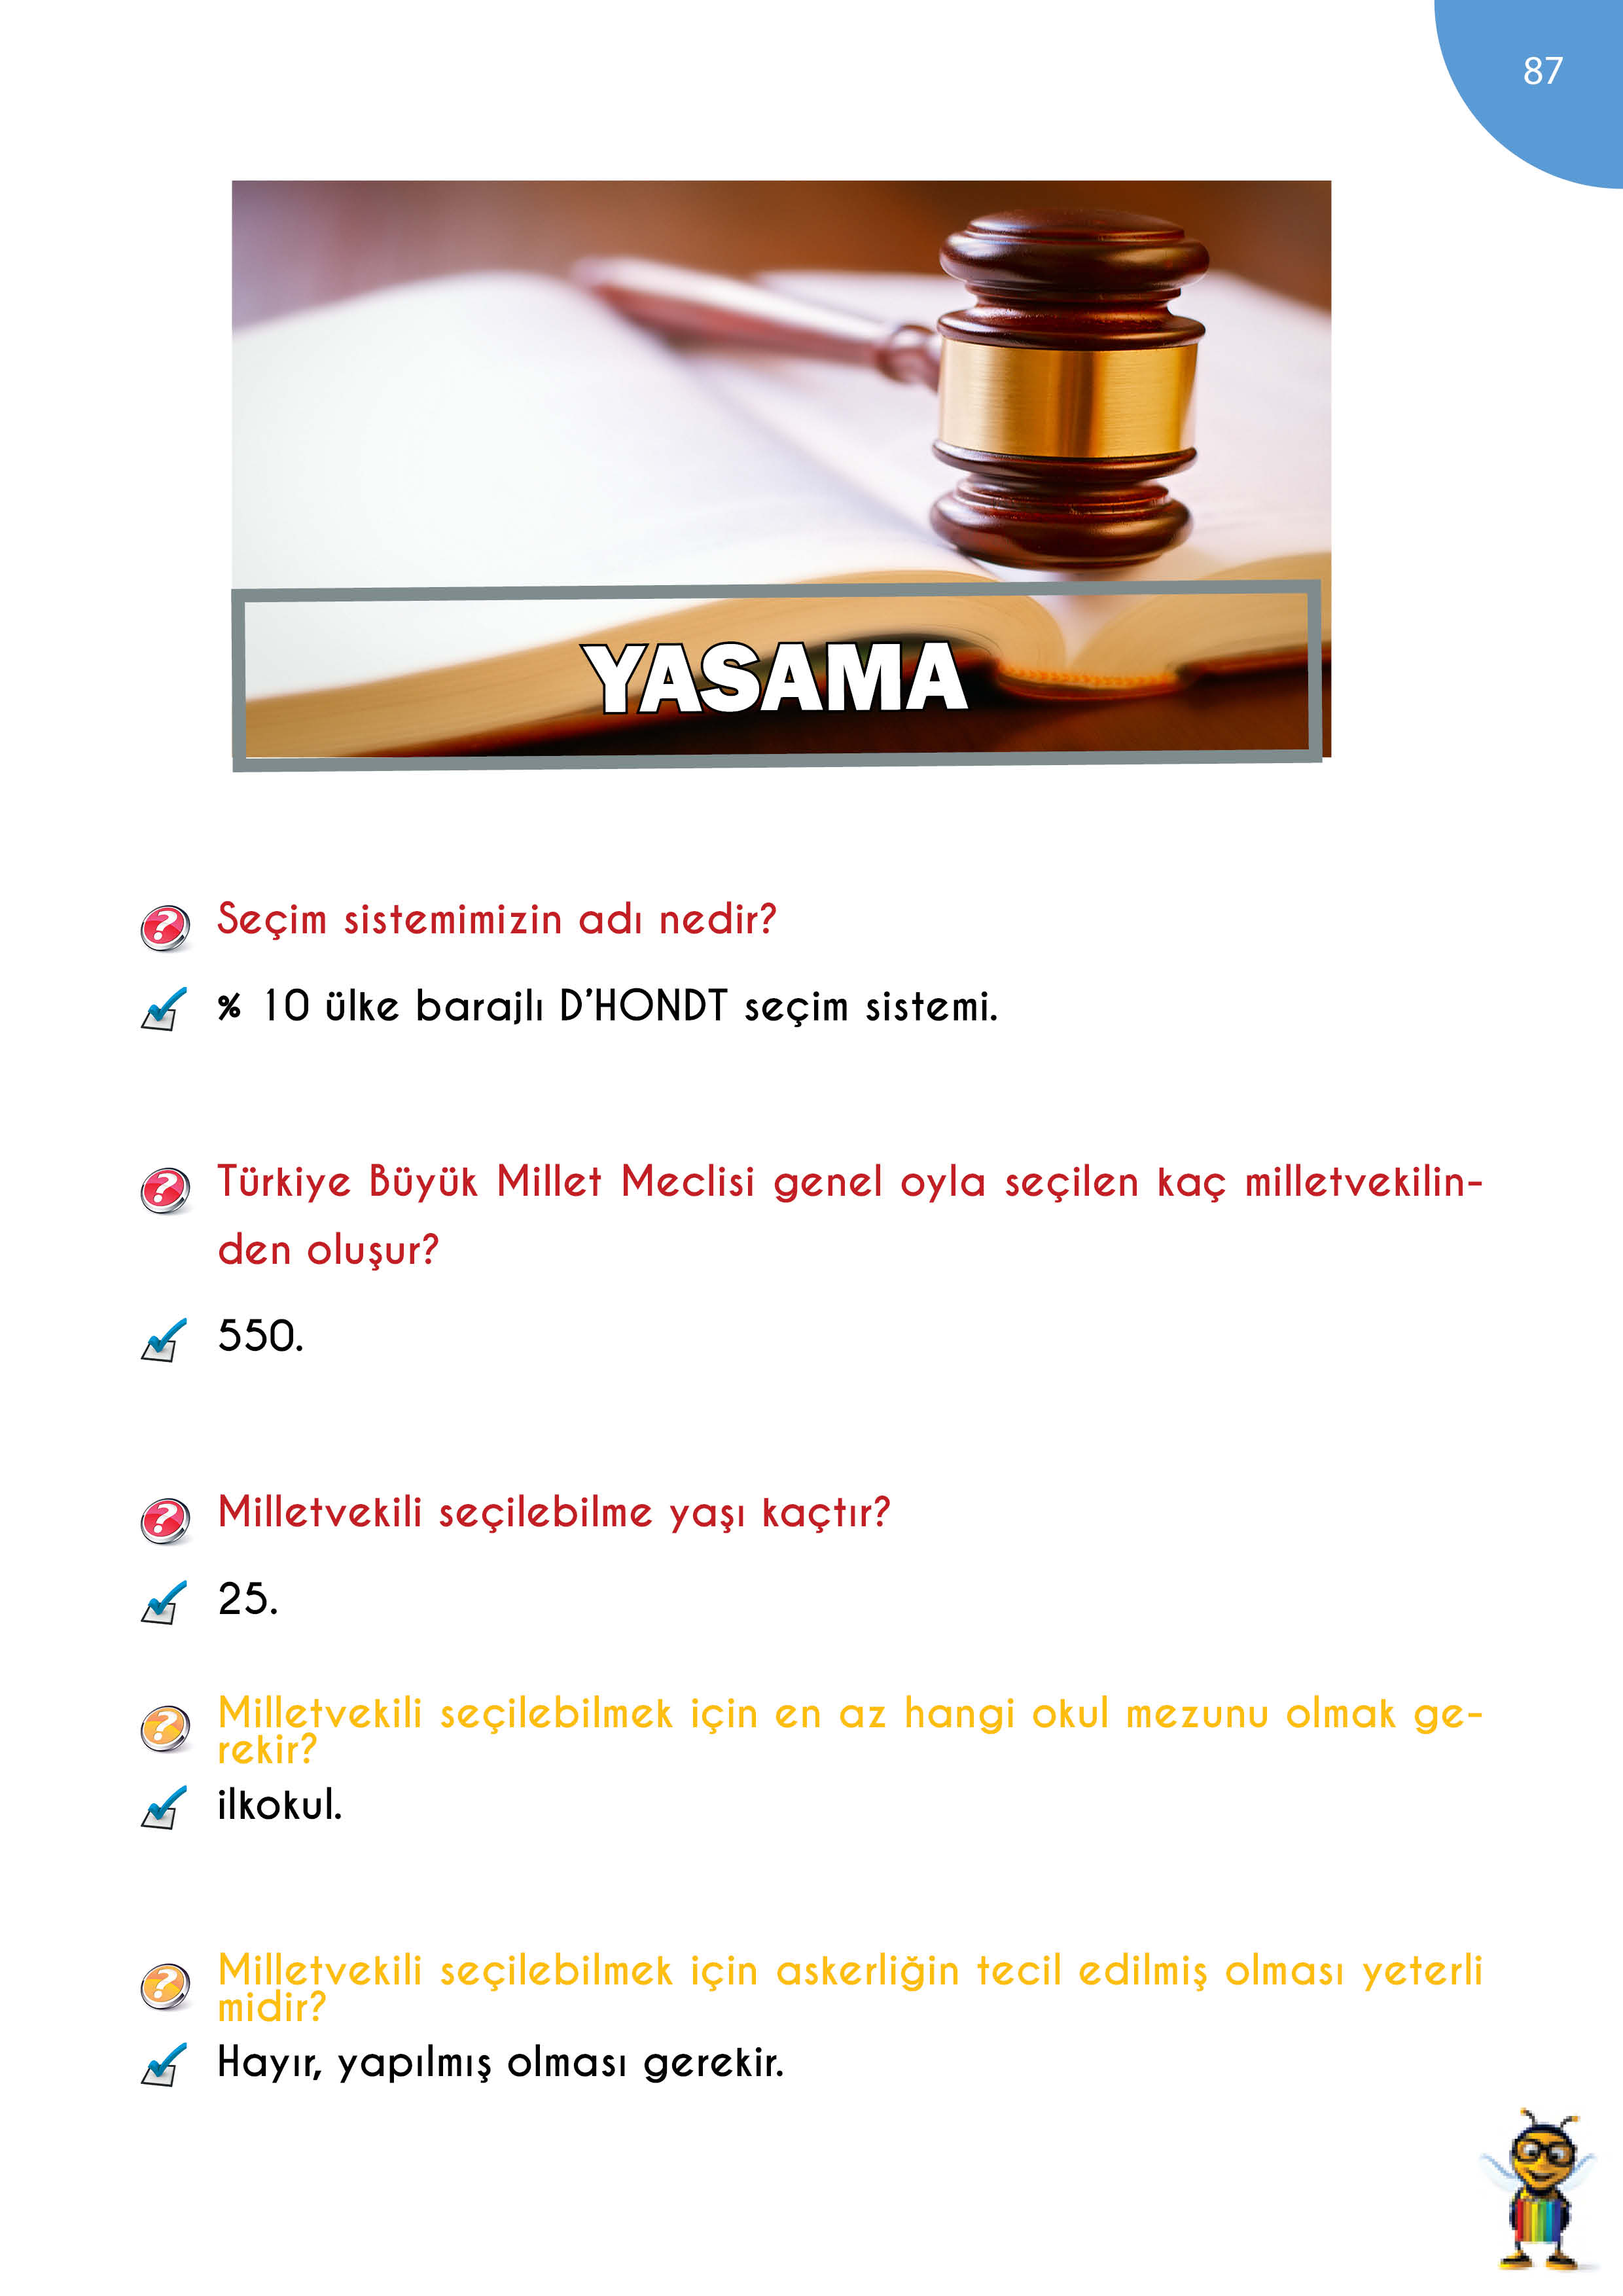 87
YASAMA
Seçim sistemimizin adı nedir?
% 10 ülke barajlı D'HONDT seçim sistemi.
Türkiye Büyük Millet Meclisi genel oyla seçilen kaç milletvekilin-
den oluşur?
550.
Milletvekili seçilebilme yaşı kaçtır?
25.
Milletvekili seçilebilmek için en az hangi okul mezunu olmak ge-
rekir?
ilkokul.
Milletvekili seçilebilmek için askerliğin tecil edilmiş olması yeterli
midir?
Hayır, yapılmış olması gerekir.